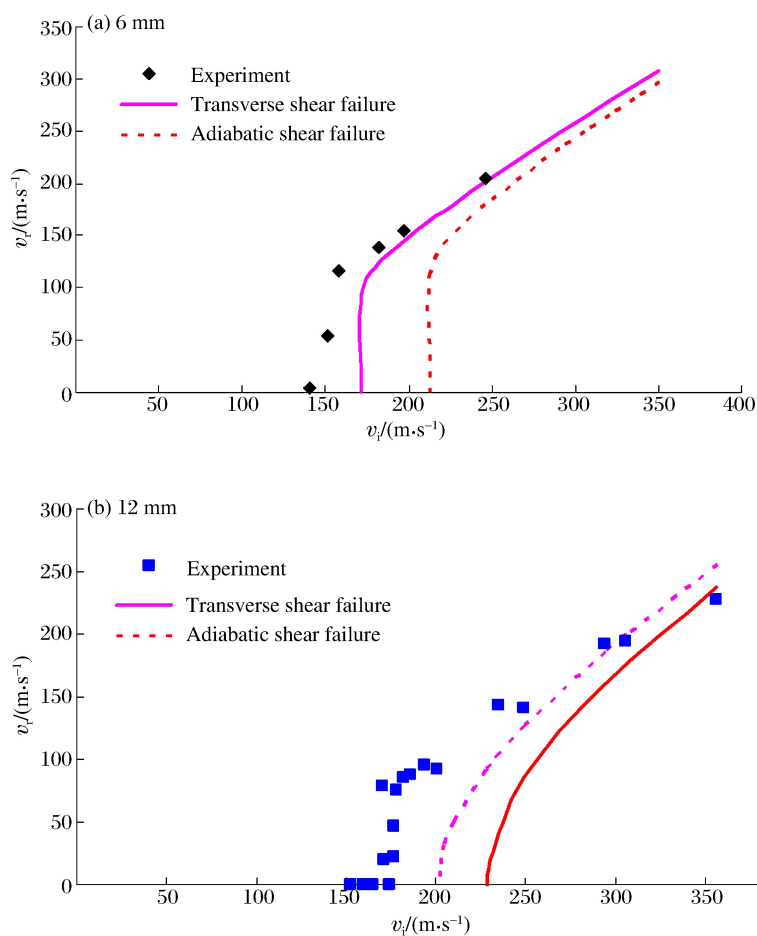 (a) 6 mm
350
300
250
200
150
100
50
0
Experiment
Transverse shear failure
Adiabatic shear failure
vr/(m·s⁻¹)
50 100 150 200 250 300 350 400
vi/(m·s⁻¹)
(b) 12 mm
300
250
200
150
100
50
0
Experiment
Transverse shear failure
Adiabatic shear failure
vr/(m·s⁻¹)
50 100 150 200 250 300 350
vi/(m·s⁻¹)